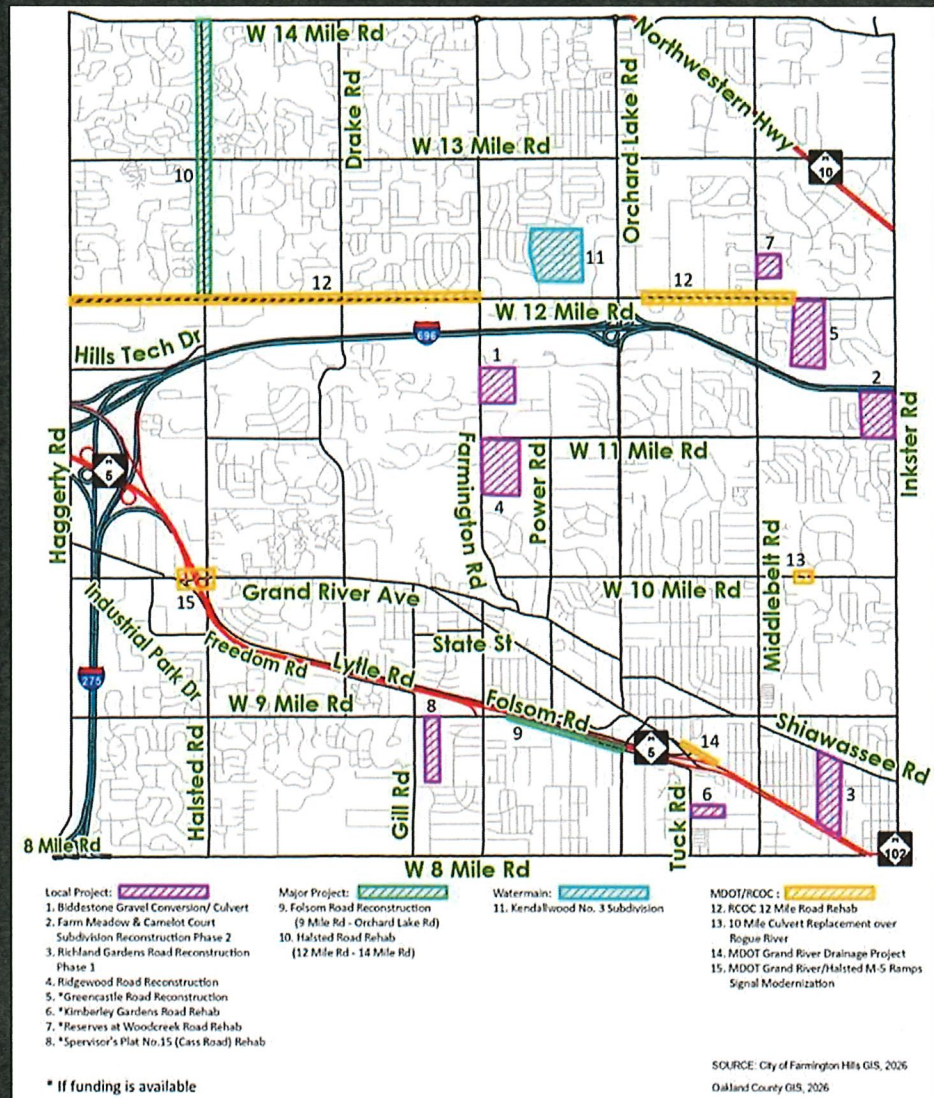 W 14 Mile Rd
Northwestern Hwy
Drake Rd
Orchard Lake Rd
W 13 Mile Rd
M
10
10
11
7
12
12
W 12 Mile Rd
5
Hills Tech Dr
696
1
2
Haggerty Rd
Inkster Rd
W 11 Mile Rd
Farmington Rd
Power Rd
M
5
4
Middlebelt Rd
13
15
Grand River Ave
W 10 Mile Rd
Industrial Park Dr
Freedom Rd
State St
Lytle Rd
275
W 9 Mile Rd
8
Folsom Rd
9
Shiawassee Rd
M
5
14
Halsted Rd
Gill Rd
6
3
Tuck Rd
8 Mile Rd
W 8 Mile Rd
M
102
Local Project:
1. Biddestone Gravel Conversion/ Culvert
2. Farm Meadow & Camelot Court
Subdivision Reconstruction Phase 2
3. Richland Gardens Road Reconstruction
Phase 1
4. Ridgewood Road Reconstruction
5. *Greencastle Road Reconstruction
6. *Kimberley Gardens Road Rehab
7. *Reserves at Woodcreek Road Rehab
8. *Spervisor's Plat No.15 (Cass Road) Rehab
Major Project:
9. Folsom Road Reconstruction
(9 Mile Rd - Orchard Lake Rd)
10. Halsted Road Rehab
(12 Mile Rd - 14 Mile Rd)
Watermain:
11. Kendallwood No. 3 Subdivision
MDOT/RCOC :
12. RCOC 12 Mile Road Rehab
13. 10 Mile Culvert Replacement over
Rogue River
14. MDOT Grand River Drainage Project
15. MDOT Grand River/Halsted M-5 Ramps
Signal Modernization
* If funding is available
SOURCE: City of Farmington Hills GIS, 2026
Oakland County GIS, 2026